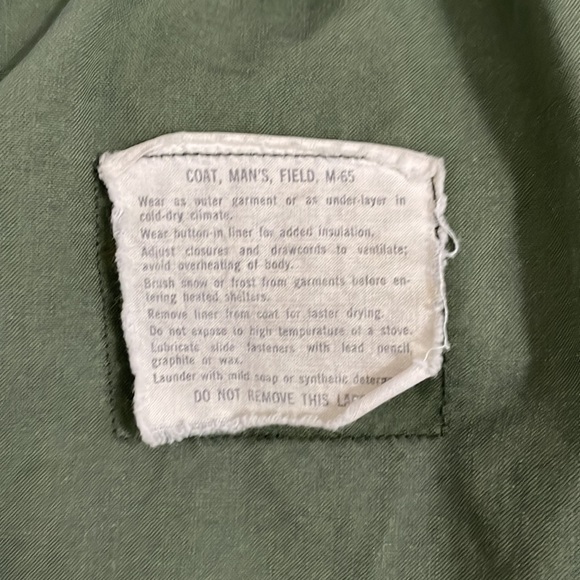 COAT, MAN'S, FIELD, M-65
Wear as outer garment or as under-layer in
cold-dry climate.
Wear button-in liner for added insulation.
Adjust closures and drawcords to ventilate;
avoid overheating of body.
Brush snow or frost from garments before en-
tering heated shelters.
Remove liner from coat for faster drying.
Do not expose to high temperature of a stove.
Lubricate slide fasteners with lead pencil,
graphite or wax.
Launder with mild soap or synthetic deterg
DO NOT REMOVE THIS